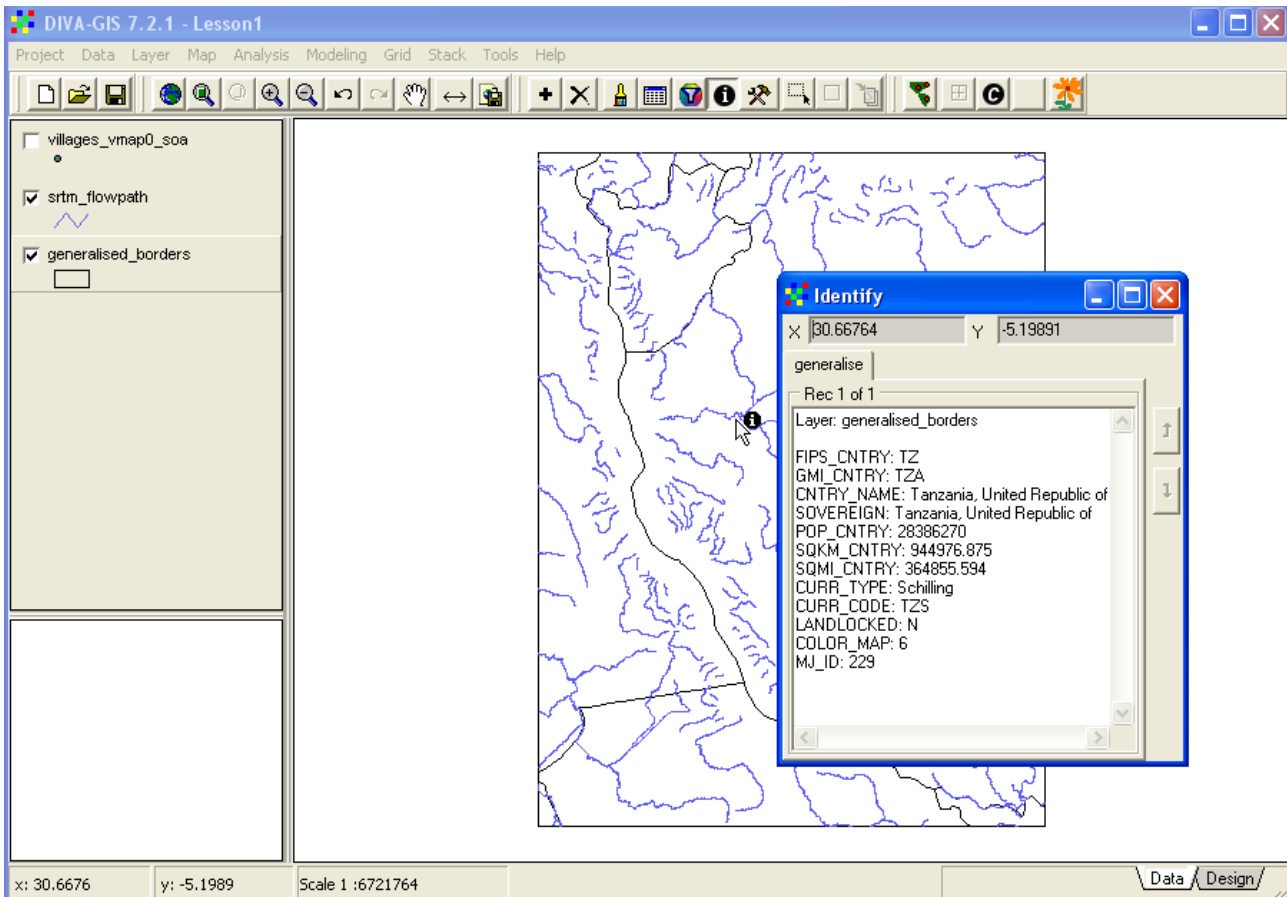 DIVA-GIS 7.2.1 - Lesson1
Project Data Layer Map Analysis Modeling Grid Stack Tools Help
villages_vmap0_soa
srtm_flowpath
generalised_borders
Identify
X 30.66764 Y -5.19891
generalise
Rec 1 of 1
Layer: generalised_borders
FIPS_CNTRY: TZ
GMI_CNTRY: TZA
CNTRY_NAME: Tanzania, United Republic of
SOVEREIGN: Tanzania, United Republic of
POP_CNTRY: 28386270
SQKM_CNTRY: 944976.875
SQMI_CNTRY: 364855.594
CURR_TYPE: Schilling
CURR_CODE: TZS
LANDLOCKED: N
COLOR_MAP: 6
MJ_ID: 229
x: 30.6676 y: -5.1989 Scale 1 :6721764 Data Design